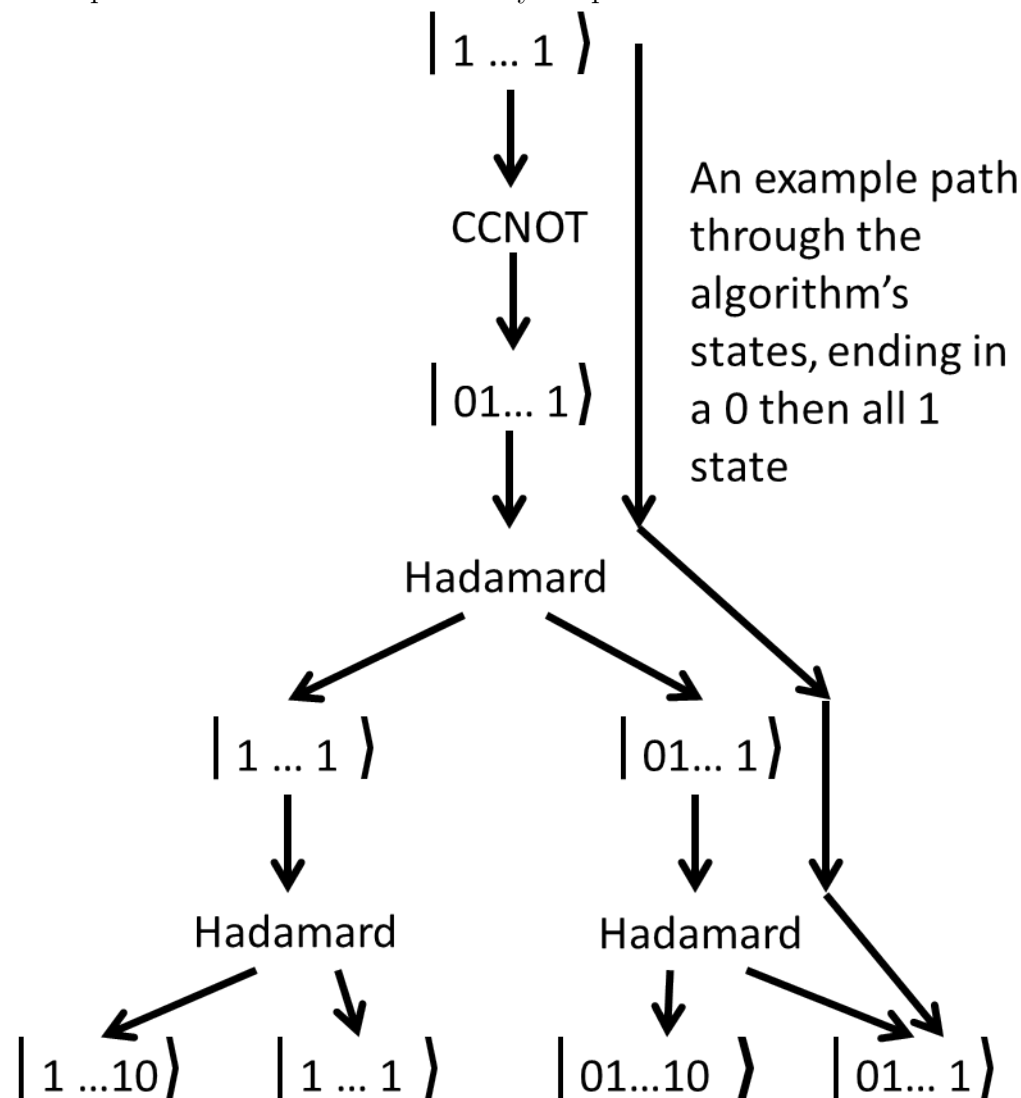 | 1 ... 1 ⟩
An example path
through the
algorithm's
states, ending in
a 0 then all 1
state
CCNOT
| 01... 1⟩
Hadamard
| 1 ... 1 ⟩
| 01... 1⟩
Hadamard
Hadamard
| 1 ...10⟩
| 1 ... 1 ⟩
| 01...10 ⟩
| 01... 1⟩